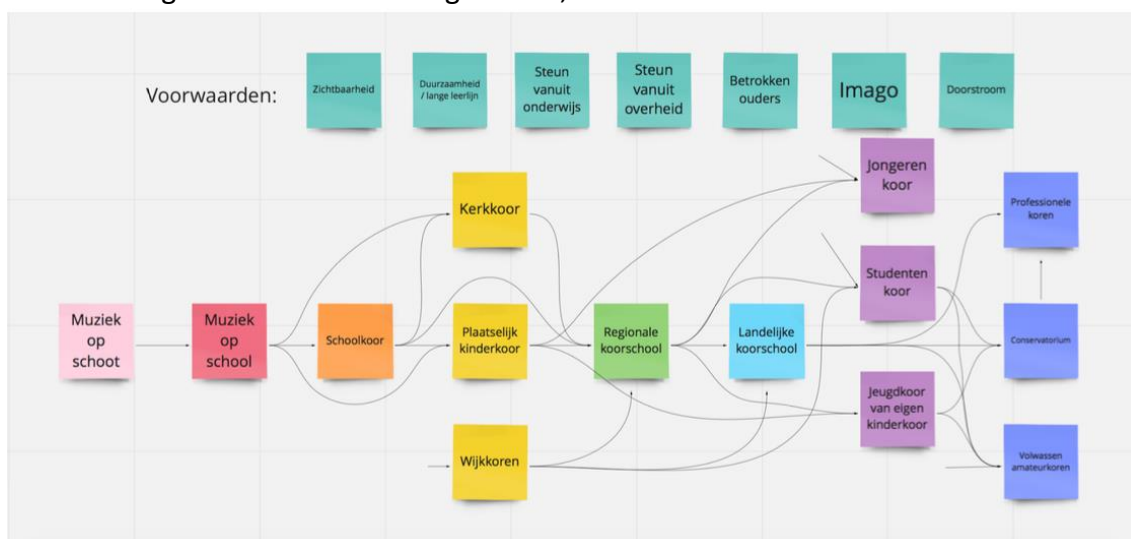 Voorwaarden:
Zichtbaarheid
Duurzaamheid
/ lange leerlijn
Steun
vanuit
onderwijs
Steun
vanuit
overheid
Betrokken
ouders
Imago
Doorstroom
Jongeren
koor
Kerkkoor
Professionele
koren
Studenten
koor
Muziek
op
schoot
Muziek
op
school
Schoolkoor
Plaatselijk
kinderkoor
Regionale
koorschool
Landelijke
koorschool
Conservatorium
Jeugdkoor
van eigen
kinderkoor
Wijkkoren
Volwassen
amateurkoren